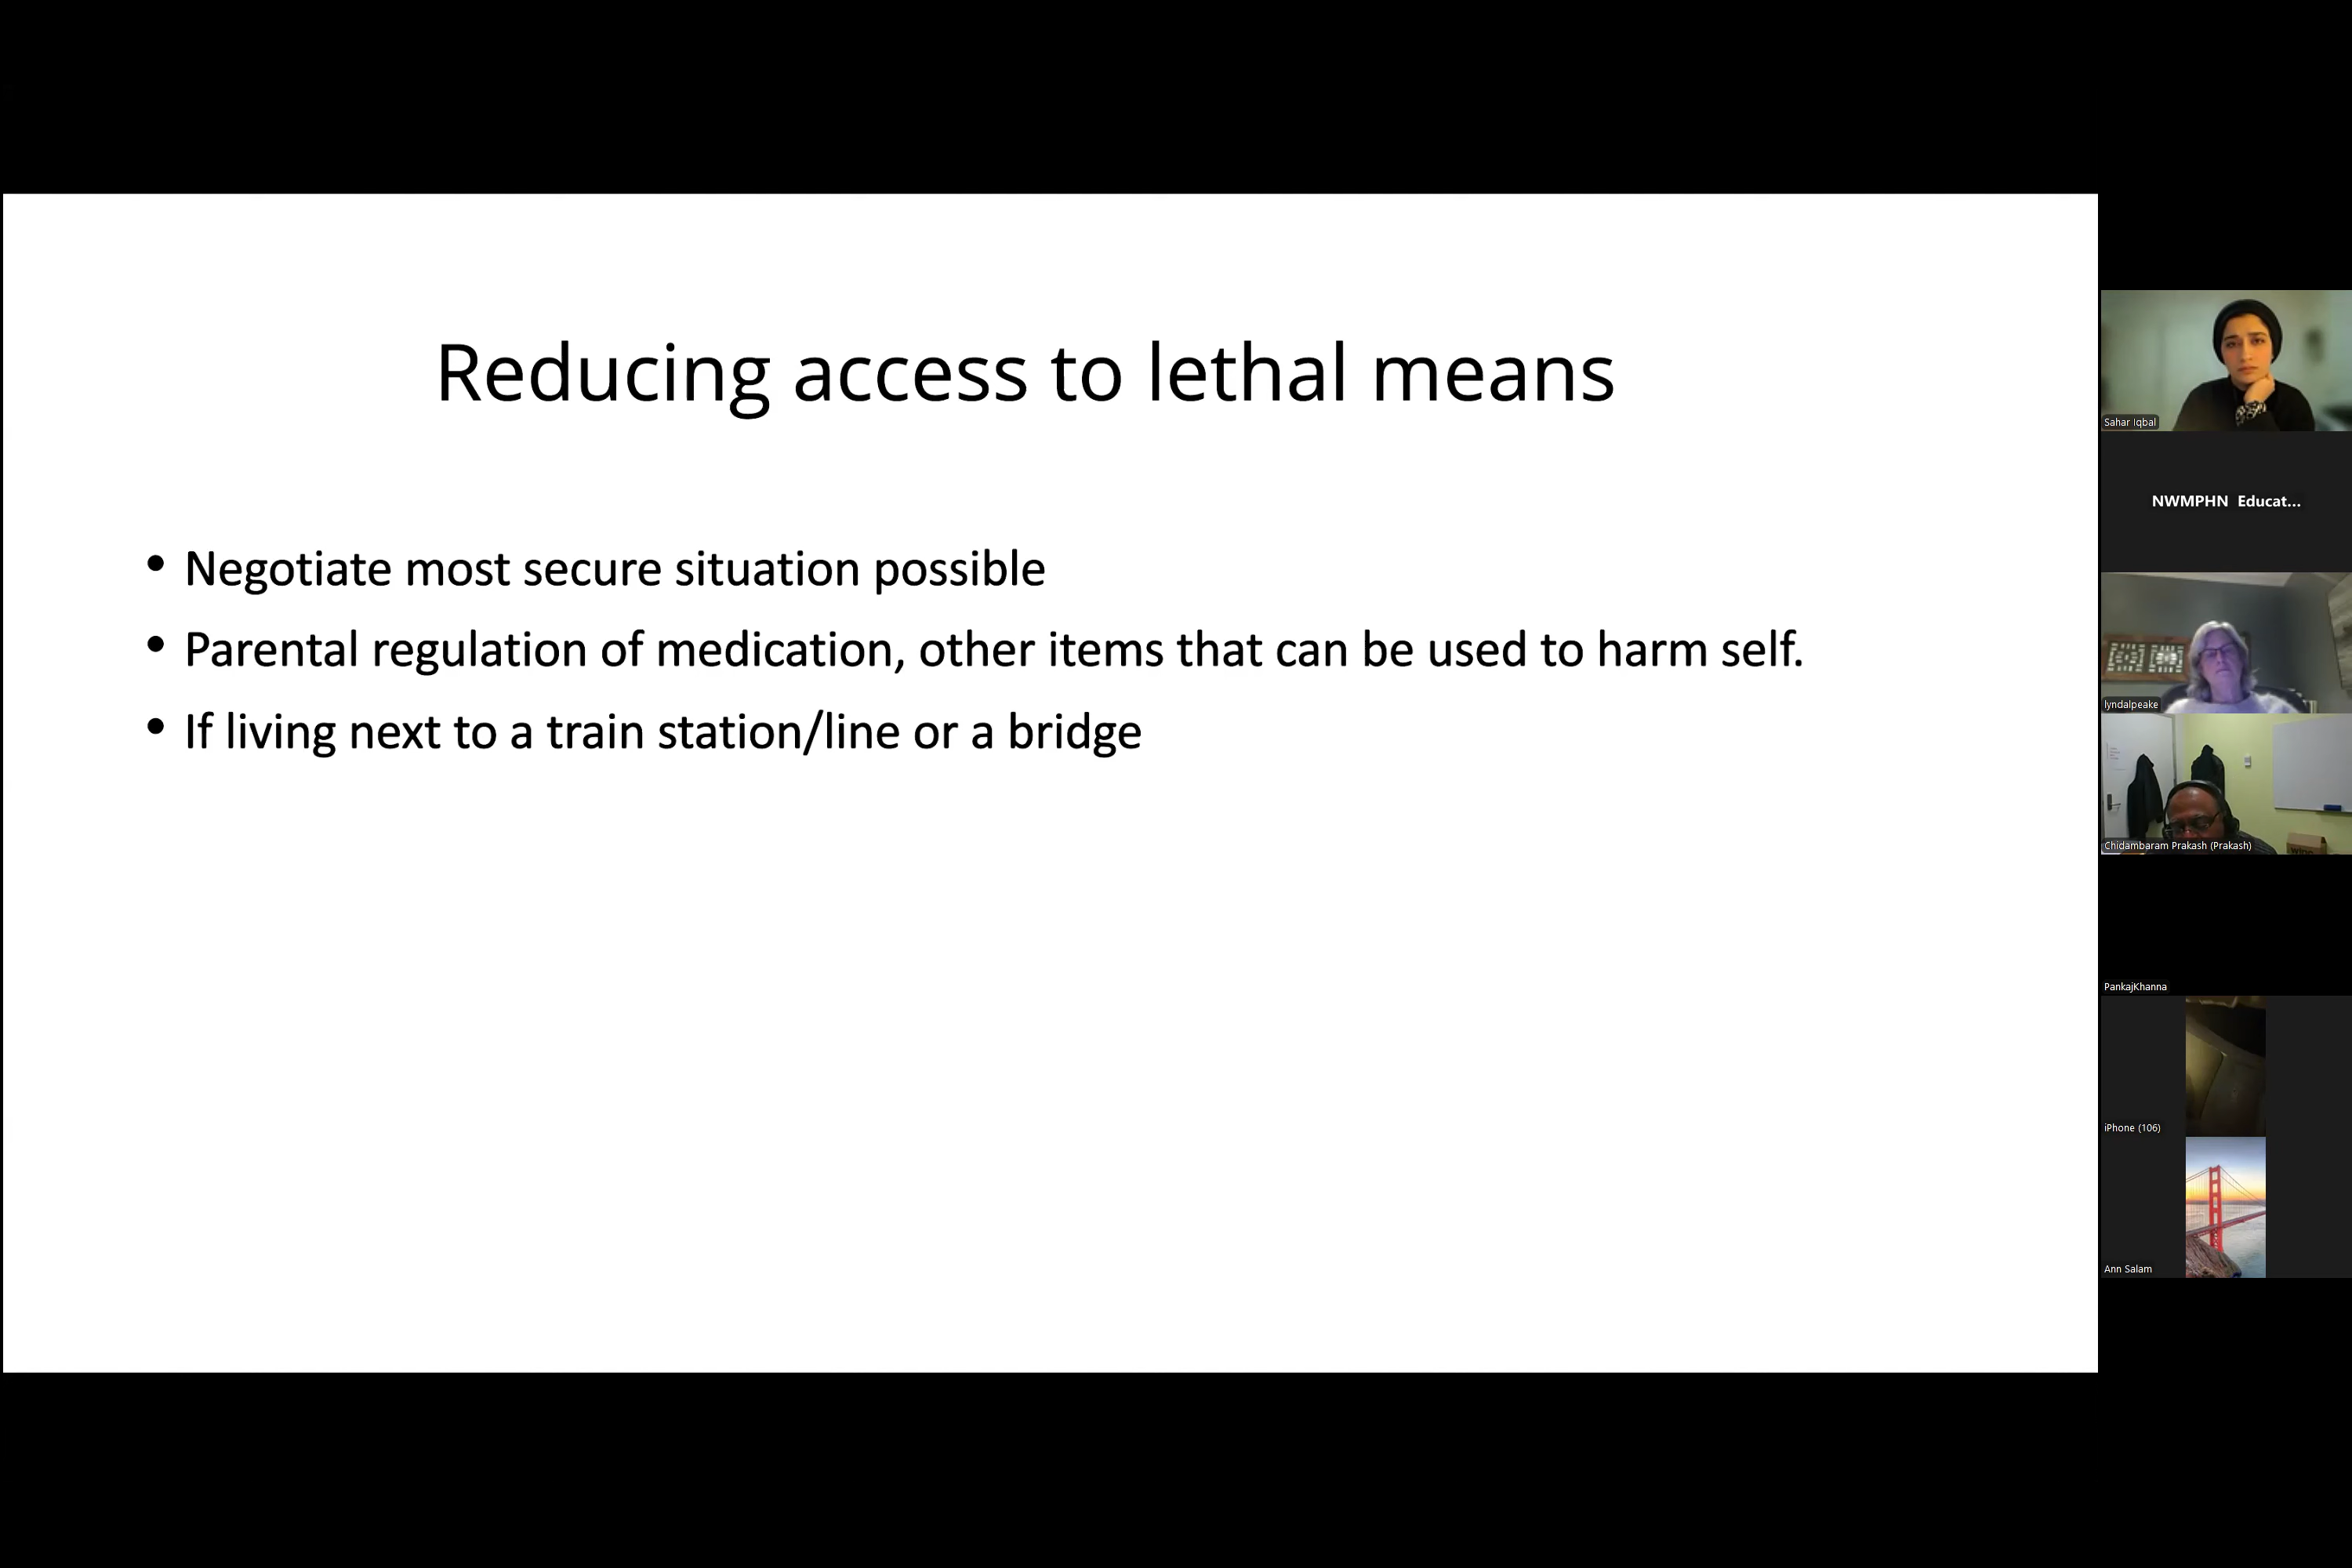 Reducing access to lethal means
• Negotiate most secure situation possible
• Parental regulation of medication, other items that can be used to harm self.
• If living next to a train station/line or a bridge
Sahar Iqbal
NWMPHN Educat...
lyndalpeake
Chidambaram Prakash (Prakash)
PankajKhanna
iPhone (106)
Ann Salam